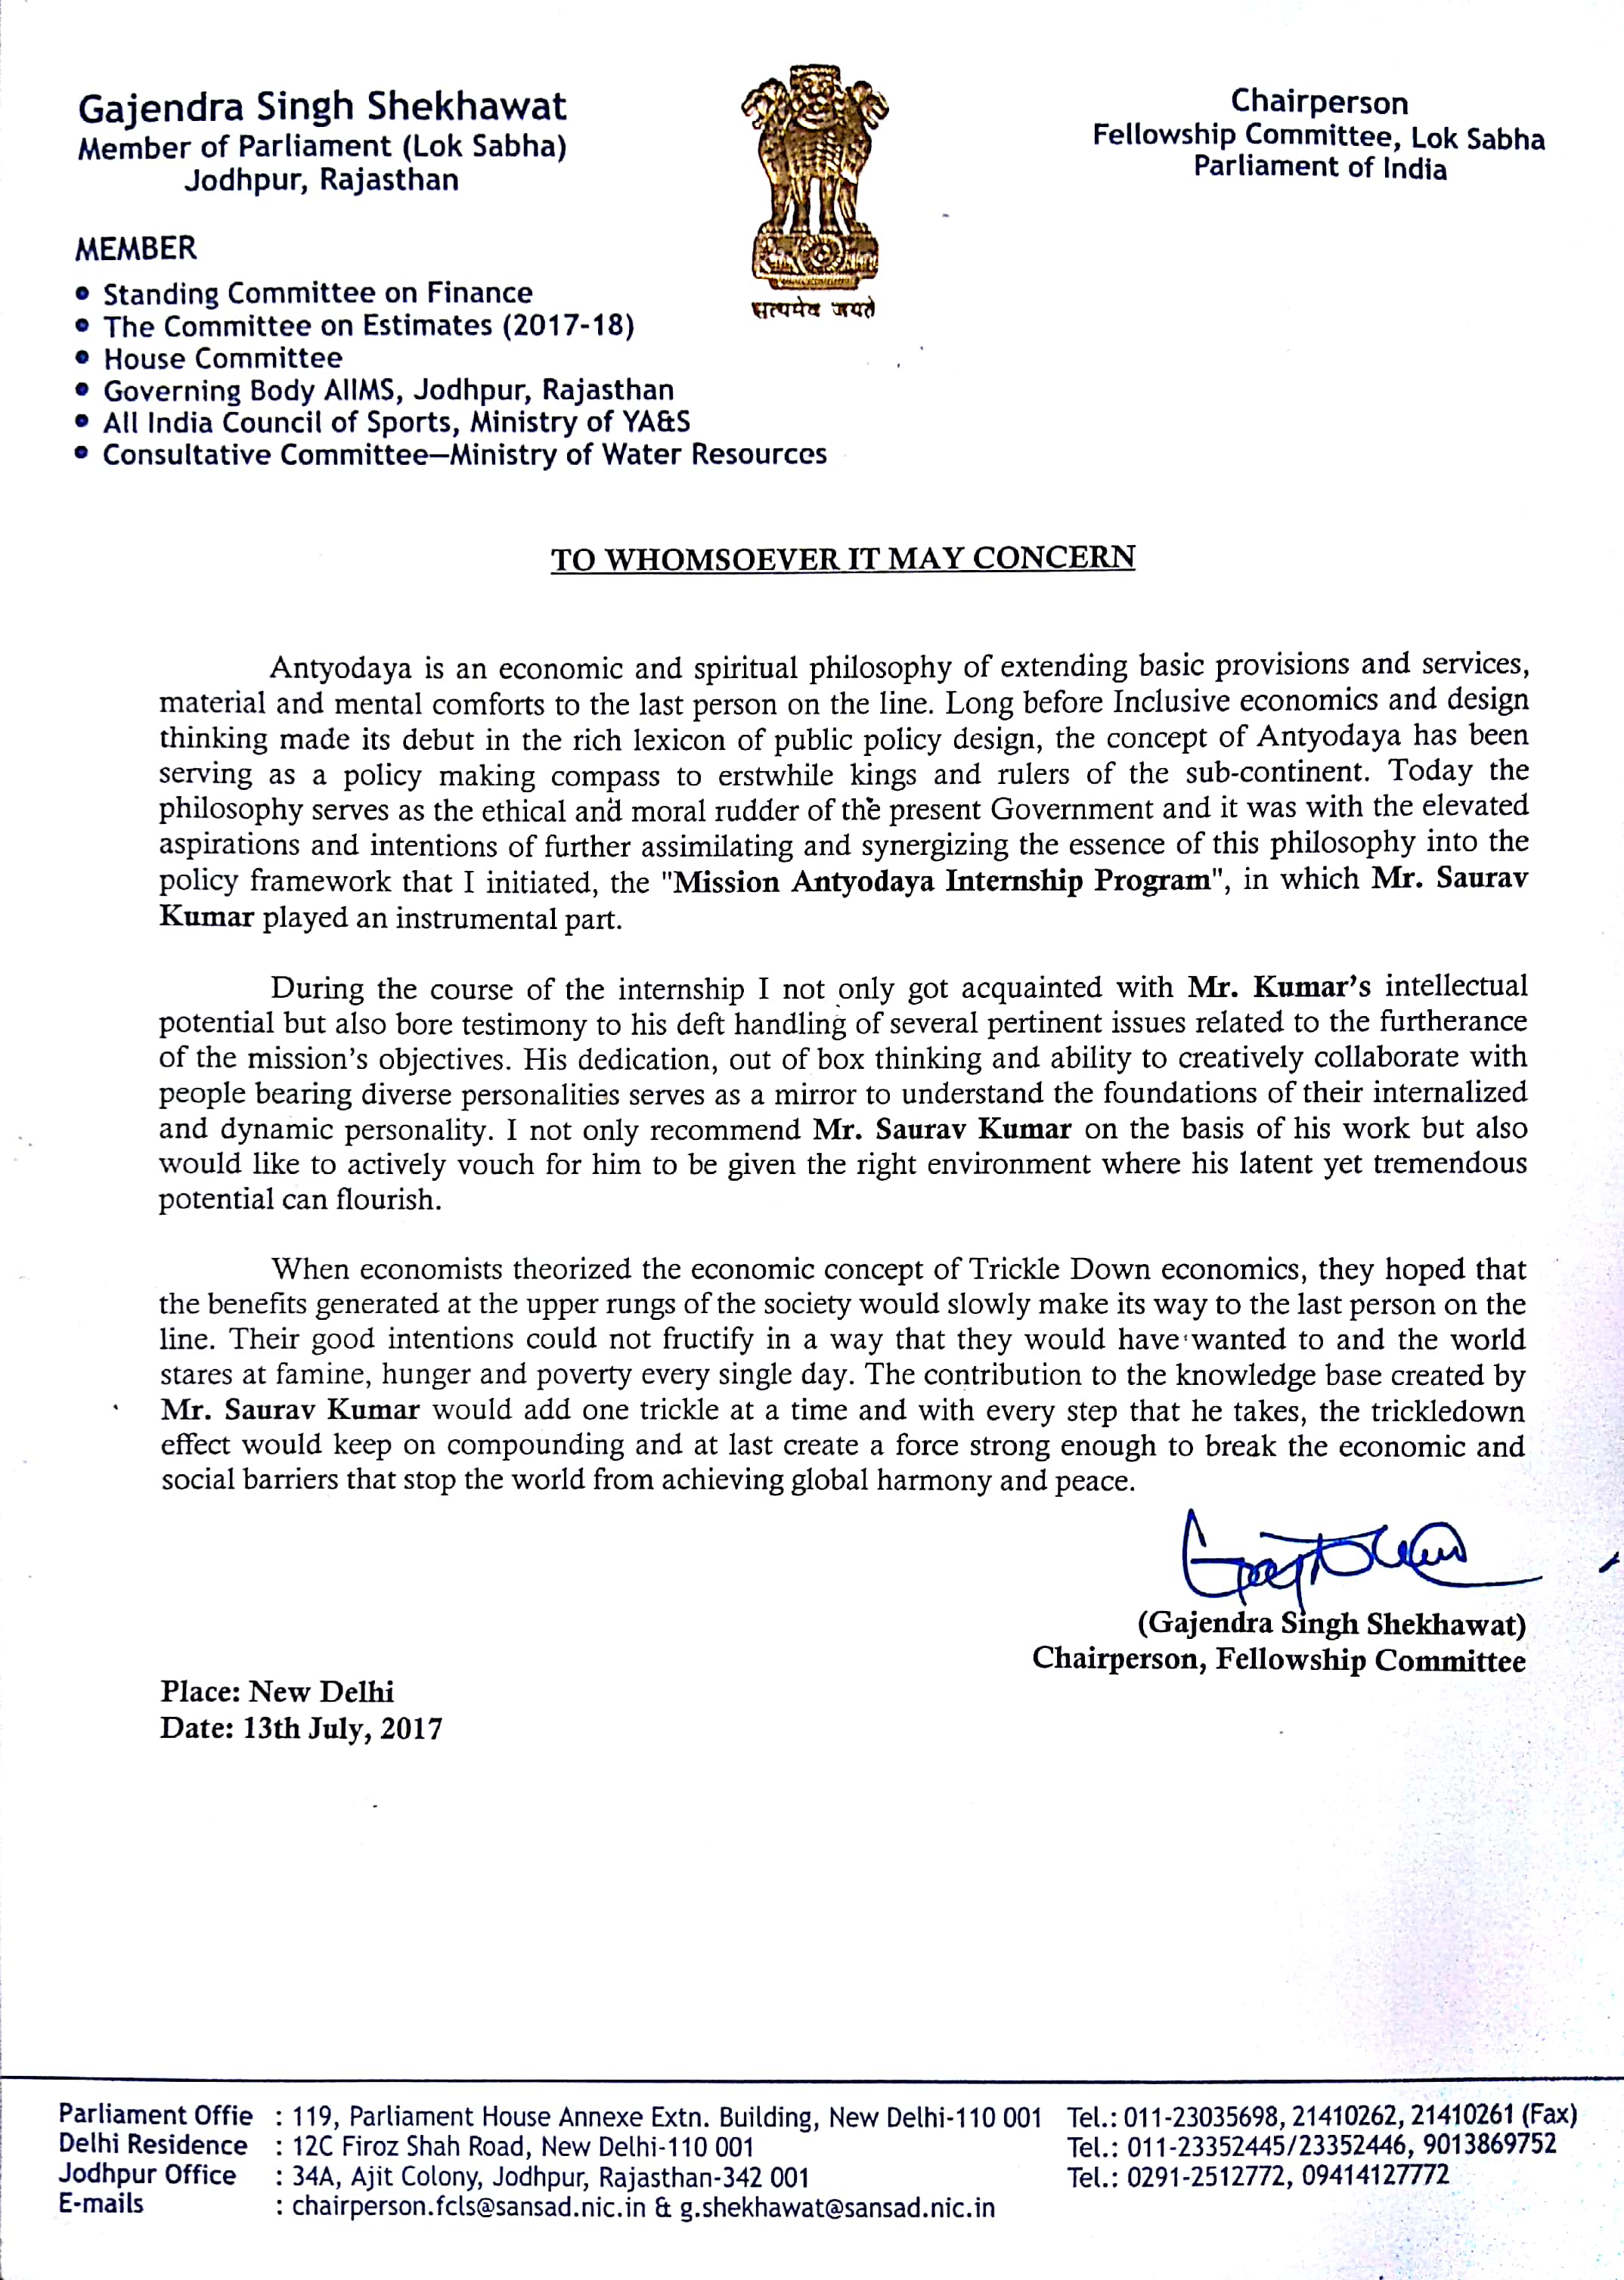 Gajendra Singh Shekhawat
Member of Parliament (Lok Sabha)
Jodhpur, Rajasthan
Chairperson
Fellowship Committee, Lok Sabha
Parliament of India
सत्यमेव जयते
MEMBER
• Standing Committee on Finance
• The Committee on Estimates (2017-18)
• House Committee
• Governing Body AIIMS, Jodhpur, Rajasthan
• All India Council of Sports, Ministry of YA&S
• Consultative Committee—Ministry of Water Resources
TO WHOMSOEVER IT MAY CONCERN
Antyodaya is an economic and spiritual philosophy of extending basic provisions and services,
material and mental comforts to the last person on the line. Long before Inclusive economics and design
thinking made its debut in the rich lexicon of public policy design, the concept of Antyodaya has been
serving as a policy making compass to erstwhile kings and rulers of the sub-continent. Today the
philosophy serves as the ethical and moral rudder of the present Government and it was with the elevated
aspirations and intentions of further assimilating and synergizing the essence of this philosophy into the
policy framework that I initiated, the "Mission Antyodaya Internship Program", in which Mr. Saurav
Kumar played an instrumental part.
During the course of the internship I not only got acquainted with Mr. Kumar's intellectual
potential but also bore testimony to his deft handling of several pertinent issues related to the furtherance
of the mission's objectives. His dedication, out of box thinking and ability to creatively collaborate with
people bearing diverse personalities serves as a mirror to understand the foundations of their internalized
and dynamic personality. I not only recommend Mr. Saurav Kumar on the basis of his work but also
would like to actively vouch for him to be given the right environment where his latent yet tremendous
potential can flourish.
When economists theorized the economic concept of Trickle Down economics, they hoped that
the benefits generated at the upper rungs of the society would slowly make its way to the last person on the
line. Their good intentions could not fructify in a way that they would have wanted to and the world
stares at famine, hunger and poverty every single day. The contribution to the knowledge base created by
Mr. Saurav Kumar would add one trickle at a time and with every step that he takes, the trickledown
effect would keep on compounding and at last create a force strong enough to break the economic and
social barriers that stop the world from achieving global harmony and peace.
(Gajendra Singh Shekhawat)
Chairperson, Fellowship Committee
Place: New Delhi
Date: 13th July, 2017
Parliament Offie : 119, Parliament House Annexe Extn. Building, New Delhi-110 001 Tel.: 011-23035698, 21410262, 21410261 (Fax)
Delhi Residence : 12C Firoz Shah Road, New Delhi-110 001 Tel.: 011-23352445/23352446, 9013869752
Jodhpur Office : 34A, Ajit Colony, Jodhpur, Rajasthan-342 001 Tel.: 0291-2512772, 09414127772
E-mails : chairperson.fcls@sansad.nic.in & g.shekhawat@sansad.nic.in